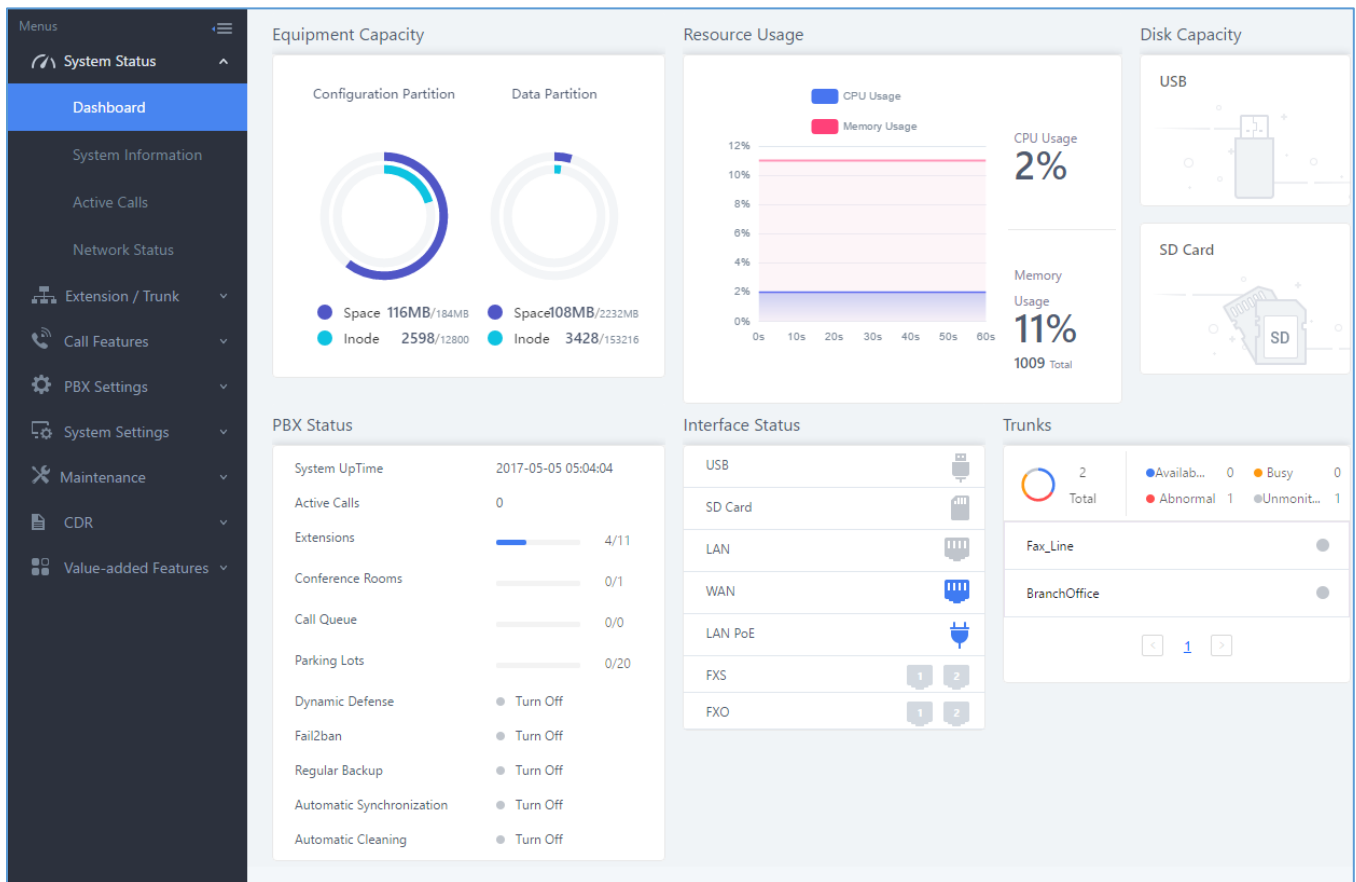 Menus
System Status
Dashboard
System Information
Active Calls
Network Status
Extension / Trunk
Call Features
PBX Settings
System Settings
Maintenance
CDR
Value-added Features
Equipment Capacity
Configuration Partition Data Partition
Space 116MB/184MB Space108MB/2232MB
Inode 2598/12800 Inode 3428/153216
Resource Usage
CPU Usage
Memory Usage
12%
10%
8%
6%
4%
2%
0%
0s 10s 20s 30s 40s 50s 60s
CPU Usage
2%
Memory
Usage
11%
1009 Total
Disk Capacity
USB
SD Card
SD
PBX Status
System UpTime 2017-05-05 05:04:04
Active Calls 0
Extensions 4/11
Conference Rooms 0/1
Call Queue 0/0
Parking Lots 0/20
Dynamic Defense Turn Off
Fail2ban Turn Off
Regular Backup Turn Off
Automatic Synchronization Turn Off
Automatic Cleaning Turn Off
Interface Status
USB
SD Card
LAN
WAN
LAN PoE
FXS 1 2
FXO 1 2
Trunks
2
Total
Availab... 0 Busy 0
Abnormal 1 Unmonit... 1
Fax_Line
BranchOffice
< 1 >